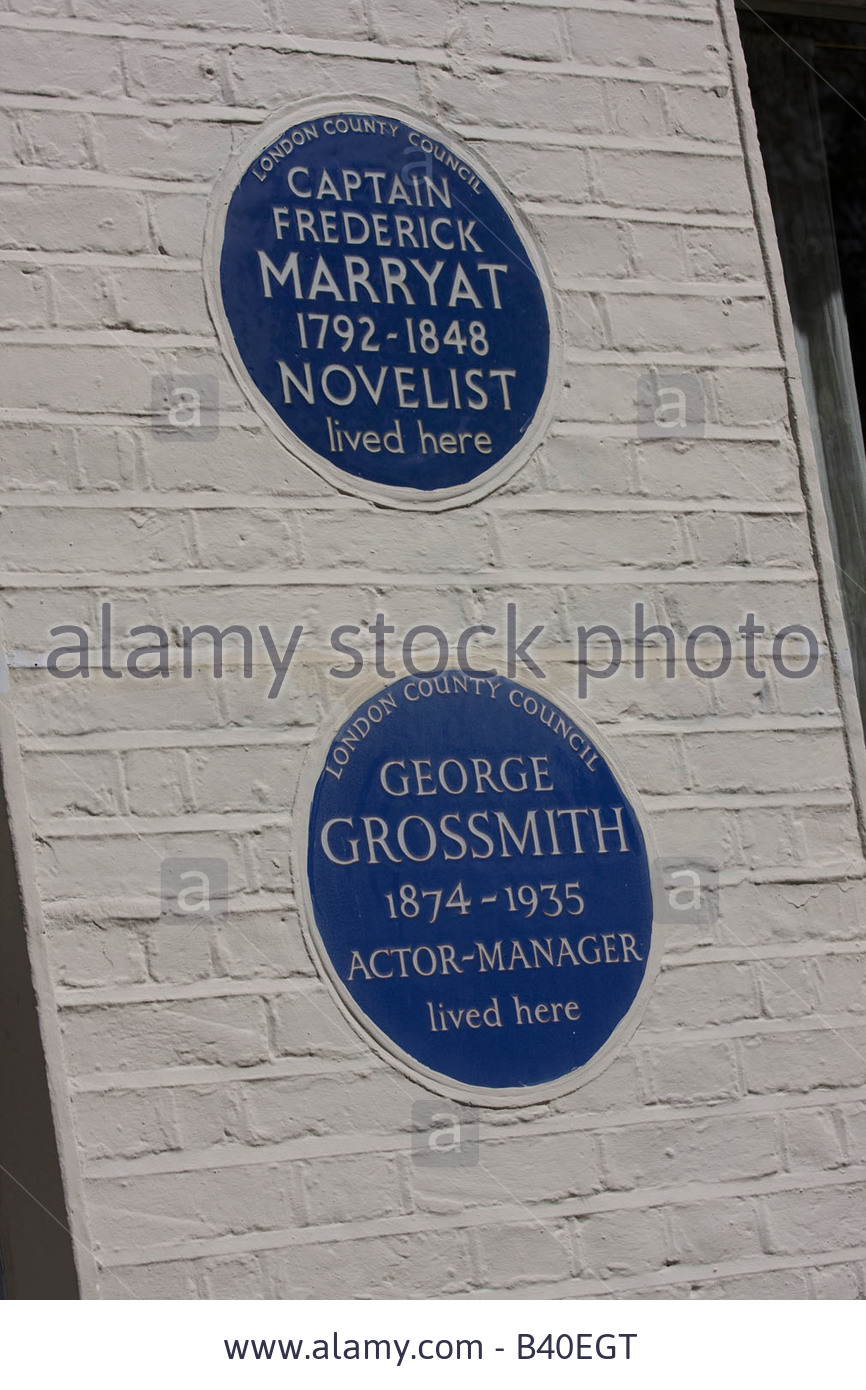 LONDON COUNTY COUNCIL
CAPTAIN
FREDERICK
MARRYAT
1792-1848
NOVELIST
lived here
alamy stock photo
LONDON COUNTY COUNCIL
GEORGE
GROSSMITH
1874-1935
ACTOR-MANAGER
lived here
www.alamy.com - B40EGT